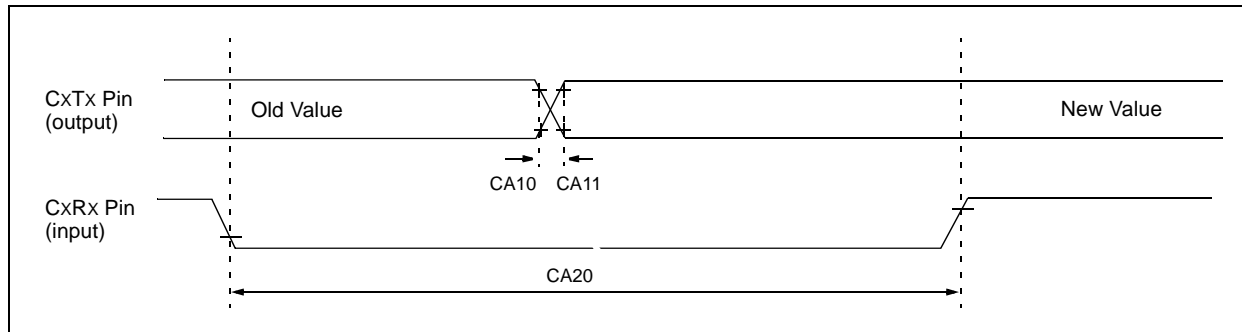 CxTx Pin
(output)
Old Value
New Value
CA10 CA11
CxRx Pin
(input)
CA20